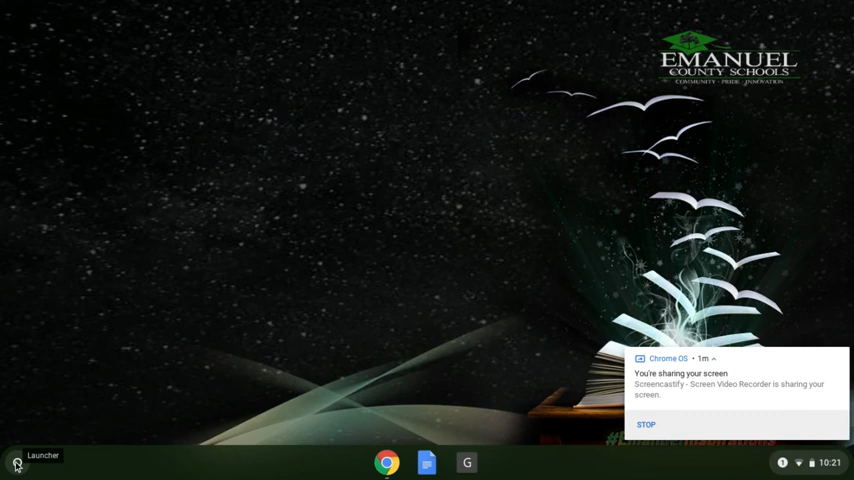 EMANUEL
COUNTY SCHOOLS
COMMUNITY · PRIDE · INNOVATION
Chrome OS • 1m
You're sharing your screen
Screencastify - Screen Video Recorder is sharing your
screen.
STOP
Launcher
G
1
10:21